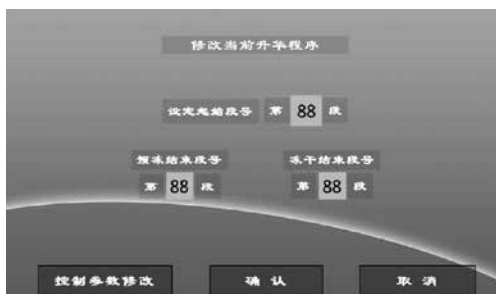 修改当前升华程序
设定起始段号 第 88 段
预冻结束段号 冻干结束段号
第 88 段 第 88 段
控制参数修改 确认 取消